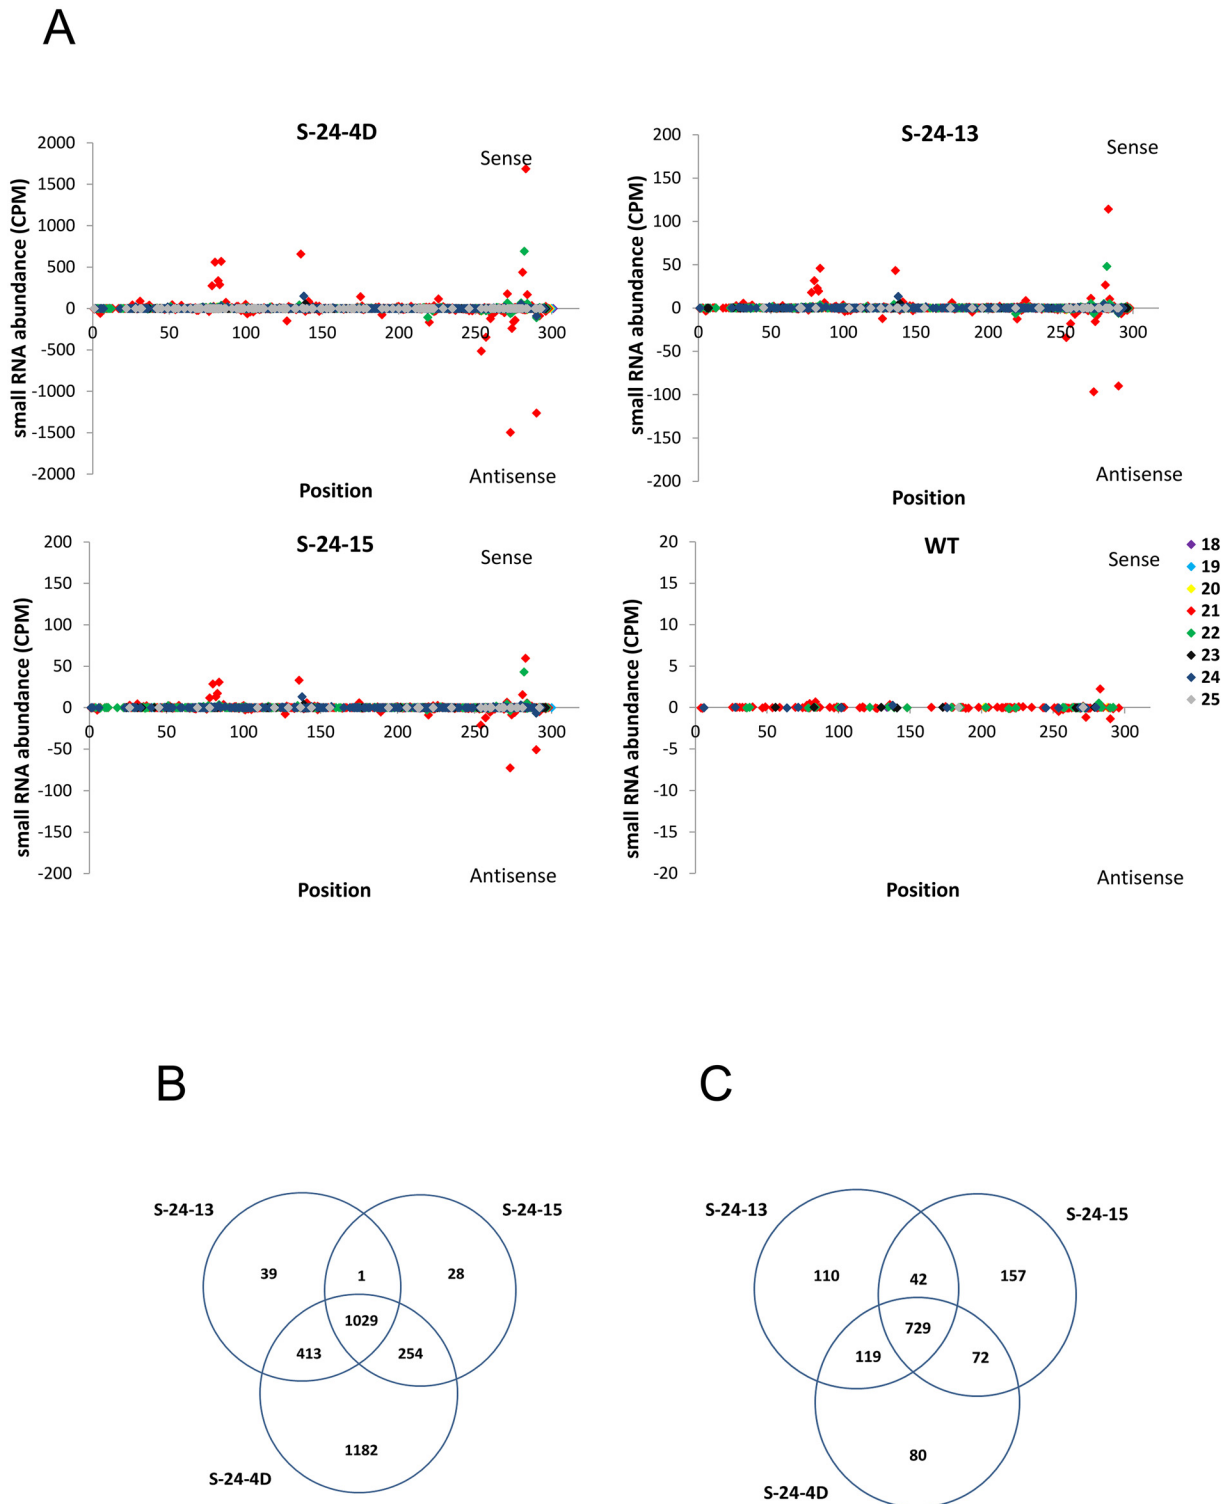 A
S-24-4D
Sense
2000
1500
1000
500
0
-500
-1000
-1500
-2000
0 50 100 150 200 250 300
small RNA abundance (CPM)
Antisense
Position
S-24-13
Sense
200
150
100
50
0
-50
-100
-150
-200
0 50 100 150 200 250 300
small RNA abundance (CPM)
Antisense
Position
S-24-15
Sense
200
150
100
50
0
-50
-100
-150
-200
0 50 100 150 200 250 300
small RNA abundance (CPM)
Antisense
Position
WT
Sense
20
15
10
5
0
-5
-10
-15
-20
0 50 100 150 200 250 300
small RNA abundance (CPM)
Antisense
Position
18
19
20
21
22
23
24
25
B
S-24-13
S-24-15
39 1 28
1029
413 254
1182
S-24-4D
C
S-24-13
S-24-15
110 42 157
729
119 72
80
S-24-4D